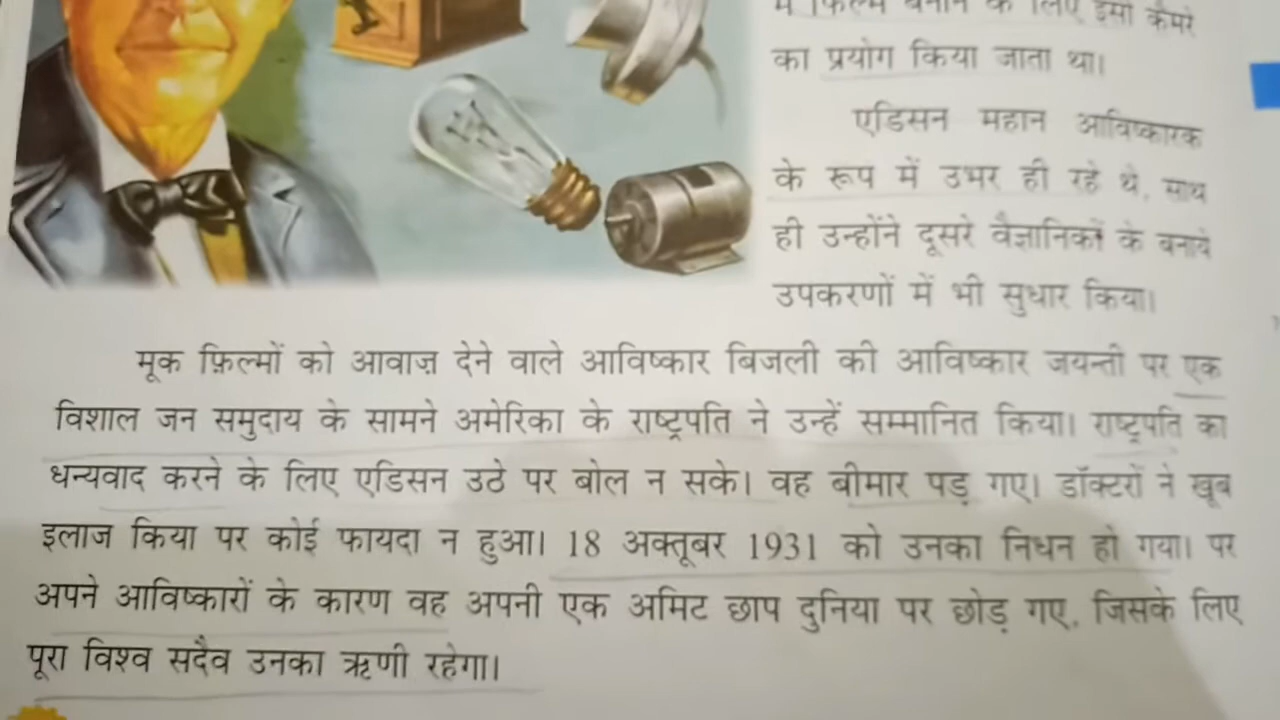 में फिल्म बनाने के लिए इसी कैमरे
का प्रयोग किया जाता था।
एडिसन महान आविष्कारक
के रूप में उभर ही रहे थे, साथ
ही उन्होंने दूसरे वैज्ञानिकों के बनाये
उपकरणों में भी सुधार किया।
मूक फ़िल्मों को आवाज़ देने वाले आविष्कार बिजली की आविष्कार जयन्ती पर एक
विशाल जन समुदाय के सामने अमेरिका के राष्ट्रपति ने उन्हें सम्मानित किया। राष्ट्रपति का
धन्यवाद करने के लिए एडिसन उठे पर बोल न सके। वह बीमार पड़ गए। डॉक्टरों ने खूब
इलाज किया पर कोई फायदा न हुआ। 18 अक्तूबर 1931 को उनका निधन हो गया। पर
अपने आविष्कारों के कारण वह अपनी एक अमिट छाप दुनिया पर छोड़ गए, जिसके लिए
पूरा विश्व सदैव उनका ऋणी रहेगा।